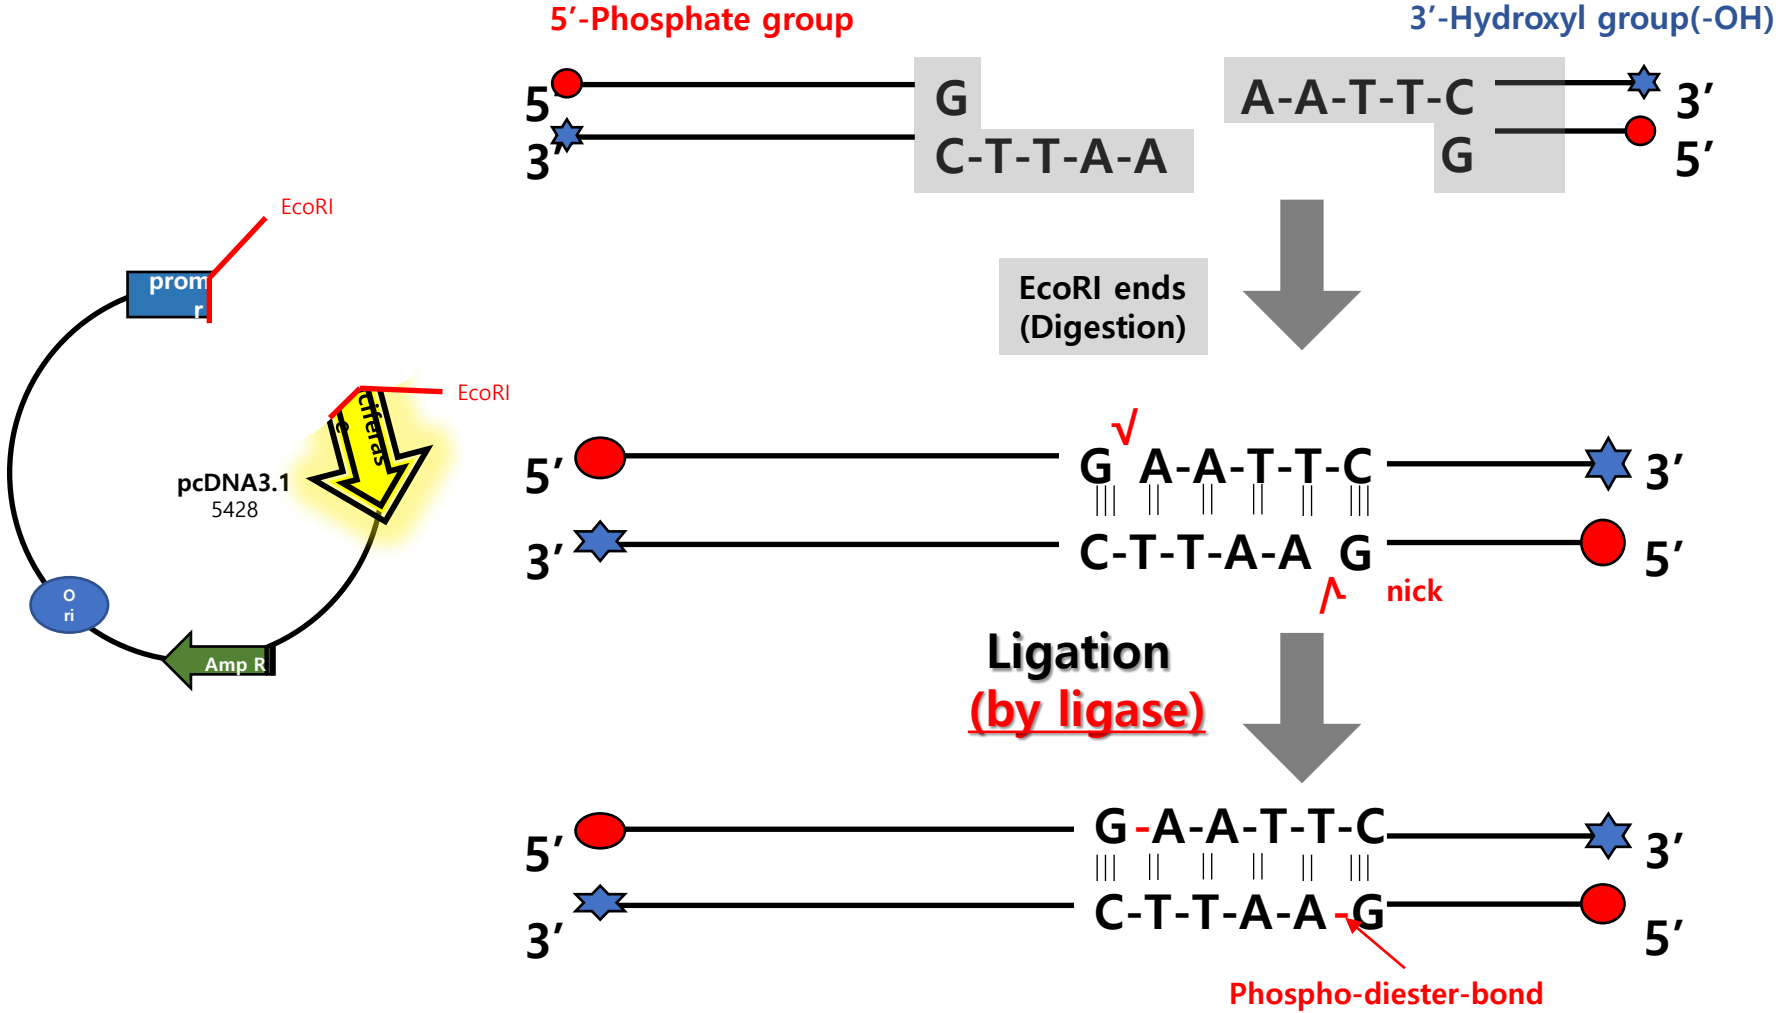 5′-Phosphate group
3′-Hydroxyl group(-OH)
5′
G
A-A-T-T-C
3′
3′
C-T-T-A-A
G
5′
EcoRI
prom
r
EcoRI ends
(Digestion)
EcoRI
ciferas
e
pcDNA3.1
5428
5′
G
√
A-A-T-T-C
3′
3′
C-T-T-A-A
G
5′
nick
O
ri
Amp R
Ligation
(by ligase)
5′
G-A-A-T-T-C
3′
3′
C-T-T-A-A-G
5′
Phospho-diester-bond